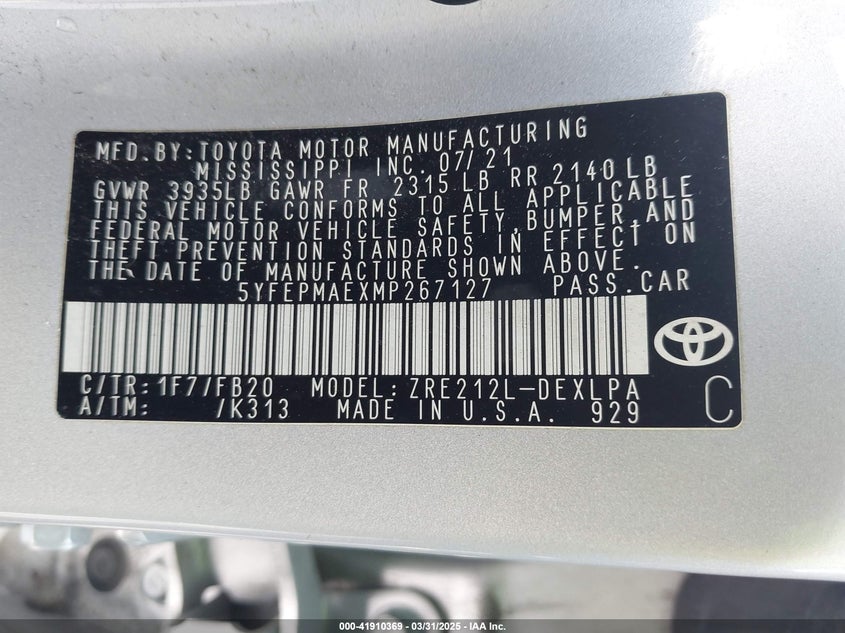 MFD. BY: TOYOTA MOTOR MANUFACTURING
MISSISSIPPI INC. 07/21
GVWR 3935LB GAWR FR 2315 LB RR 2140 LB
THIS VEHICLE CONFORMS TO ALL APPLICABLE
FEDERAL MOTOR VEHICLE SAFETY, BUMPER, AND
THEFT PREVENTION STANDARDS IN EFFECT ON
THE DATE OF MANUFACTURE SHOWN ABOVE.
5YFEPMAEXMP267127 PASS. CAR
C/TR: 1F7/FB20 MODEL: ZRE212L-DEXLPA
A/TM: /K313 MADE IN U.S.A. 929 C
000-41910369 - 03/31/2025 - IAA Inc.